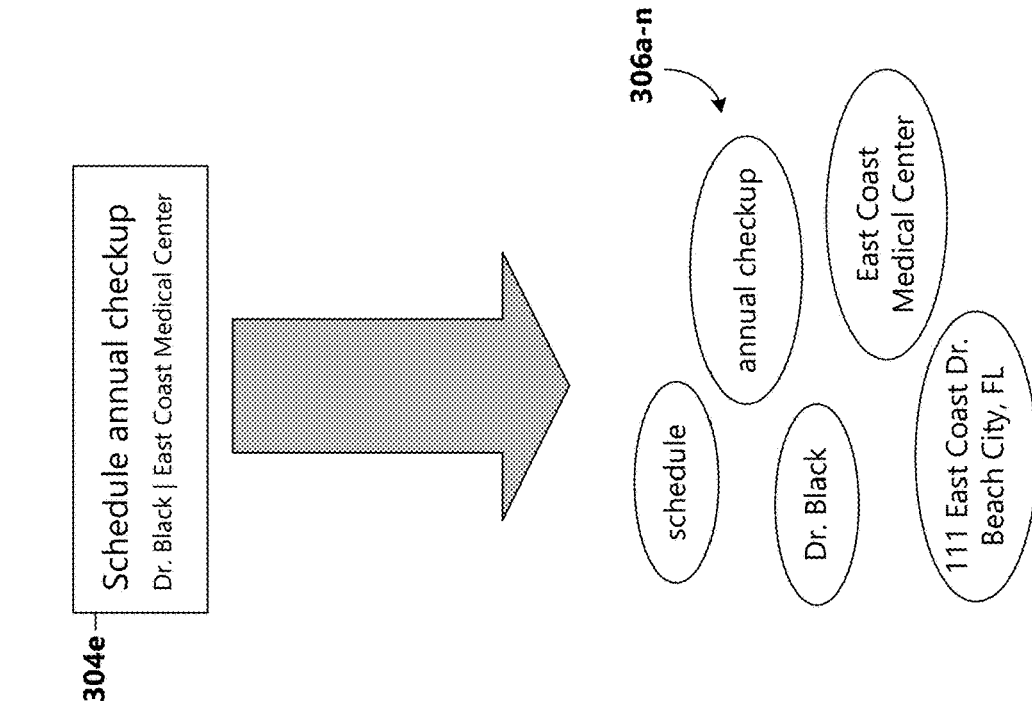 304e
Schedule annual checkup
Dr. Black | East Coast Medical Center
306a-n
schedule
annual checkup
Dr. Black
East Coast
Medical Center
111 East Coast Dr.
Beach City, FL